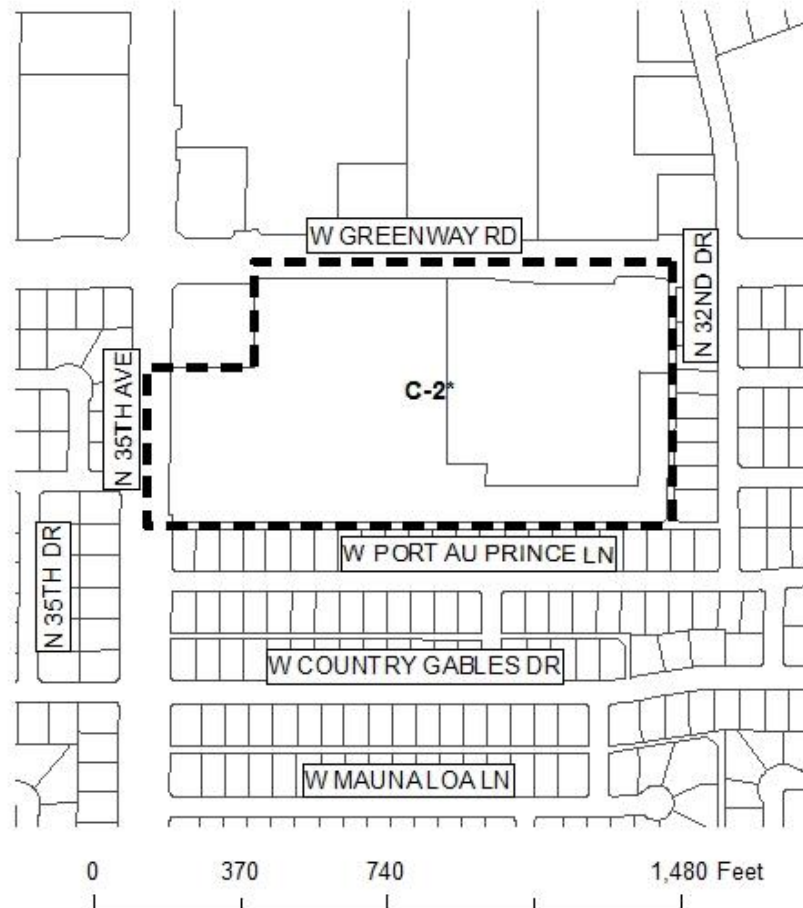 W GREENWAY RD
N 32ND DR
N 35TH AVE
C-2*
N 35TH DR
W PORT AU PRINCE LN
W COUNTRY GABLES DR
W MAUNA LOA LN
0 370 740 1,480 Feet